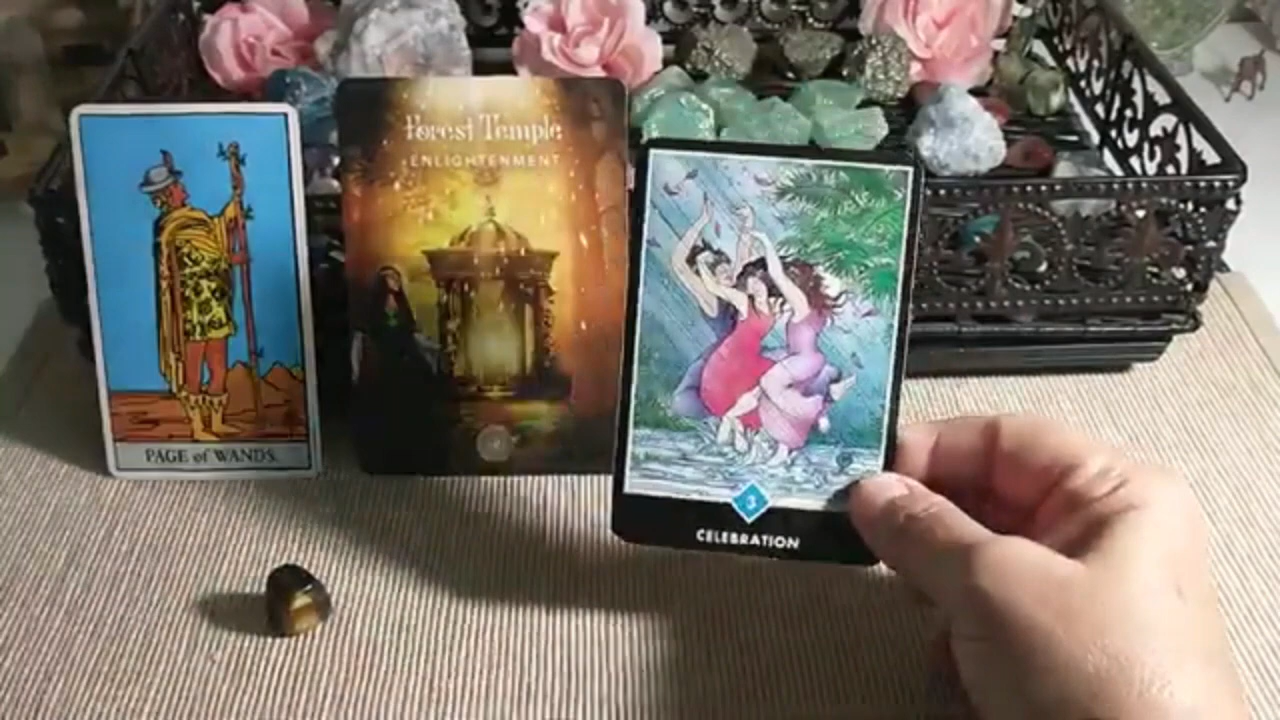 PAGE of WANDS.
Forest Temple
ENLIGHTENMENT
3
CELEBRATION